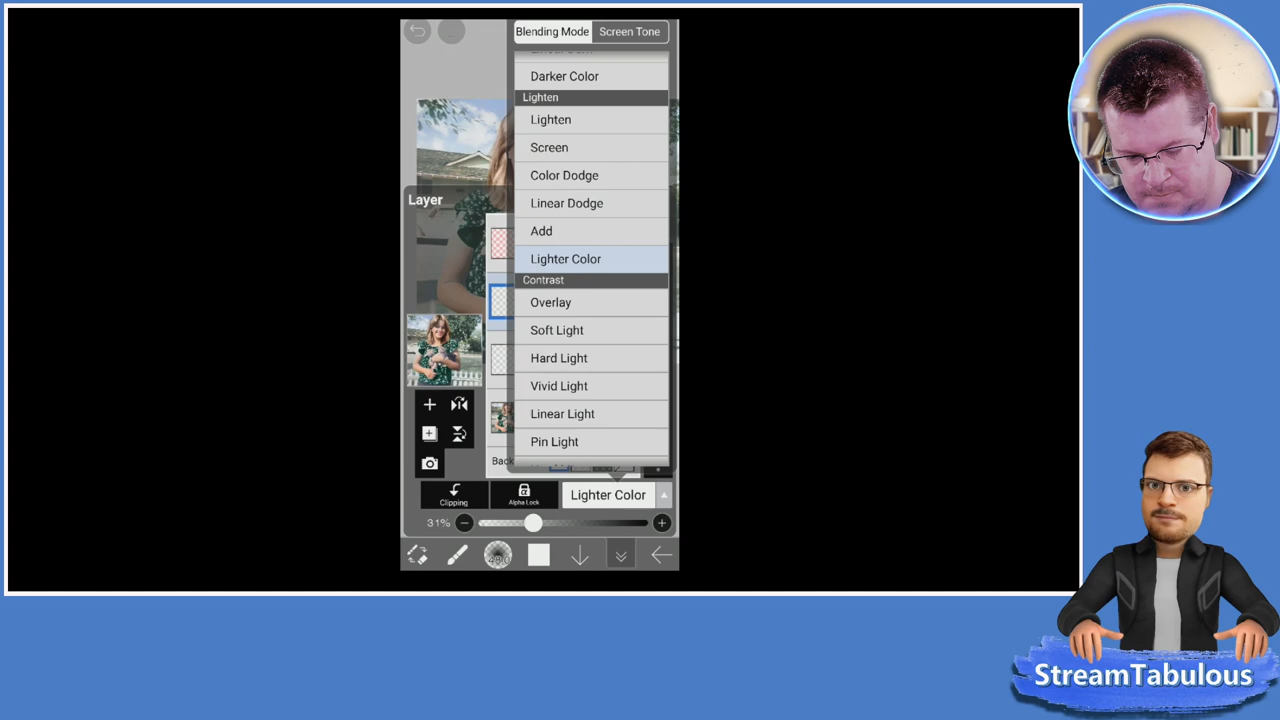 Blending Mode
Screen Tone
Darker Color
Lighten
Lighten
Screen
Color Dodge
Linear Dodge
Add
Lighter Color
Contrast
Overlay
Soft Light
Hard Light
Vivid Light
Linear Light
Pin Light
Layer
Back
Clipping
Alpha Lock
Lighter Color
31%
StreamTabulous